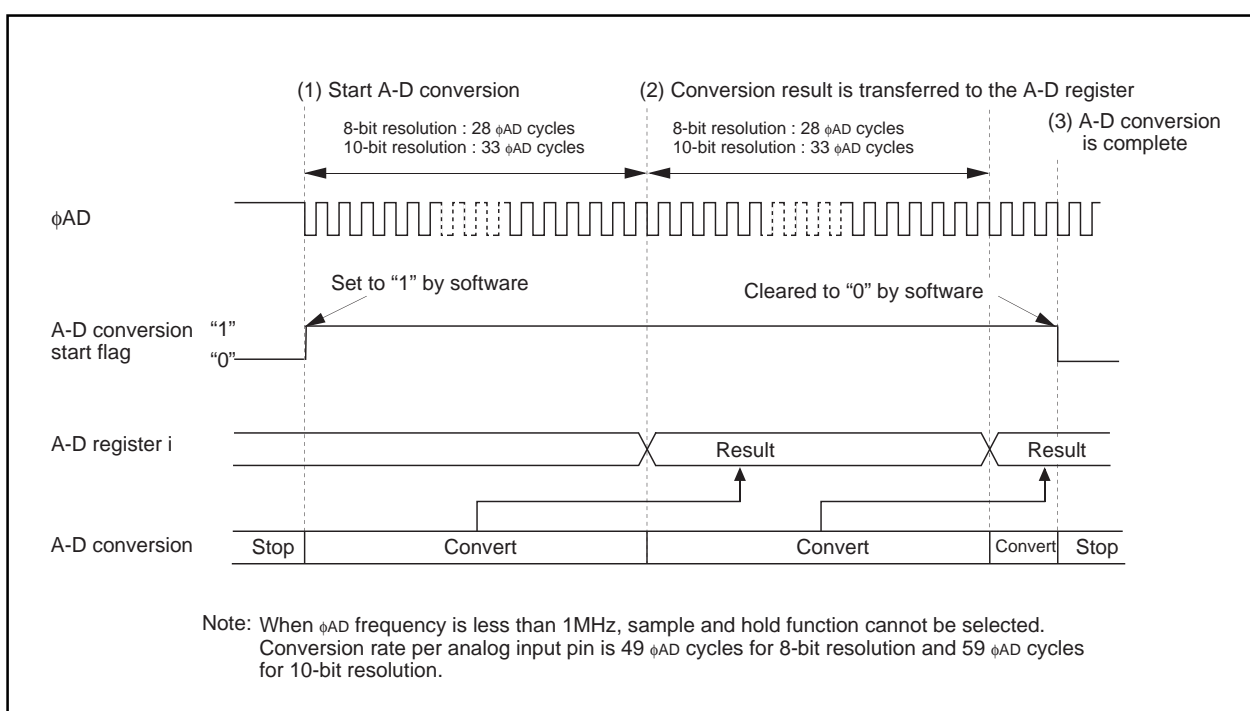 (1) Start A-D conversion
(2) Conversion result is transferred to the A-D register
8-bit resolution : 28 ϕAD cycles
10-bit resolution : 33 ϕAD cycles
8-bit resolution : 28 ϕAD cycles
10-bit resolution : 33 ϕAD cycles
(3) A-D conversion
is complete
ϕAD
Set to “1” by software
Cleared to “0” by software
A-D conversion
start flag
“1”
“0”
A-D register i
Result
Result
A-D conversion
Stop
Convert
Convert
Convert
Stop
Note: When ϕAD frequency is less than 1MHz, sample and hold function cannot be selected.
Conversion rate per analog input pin is 49 ϕAD cycles for 8-bit resolution and 59 ϕAD cycles
for 10-bit resolution.